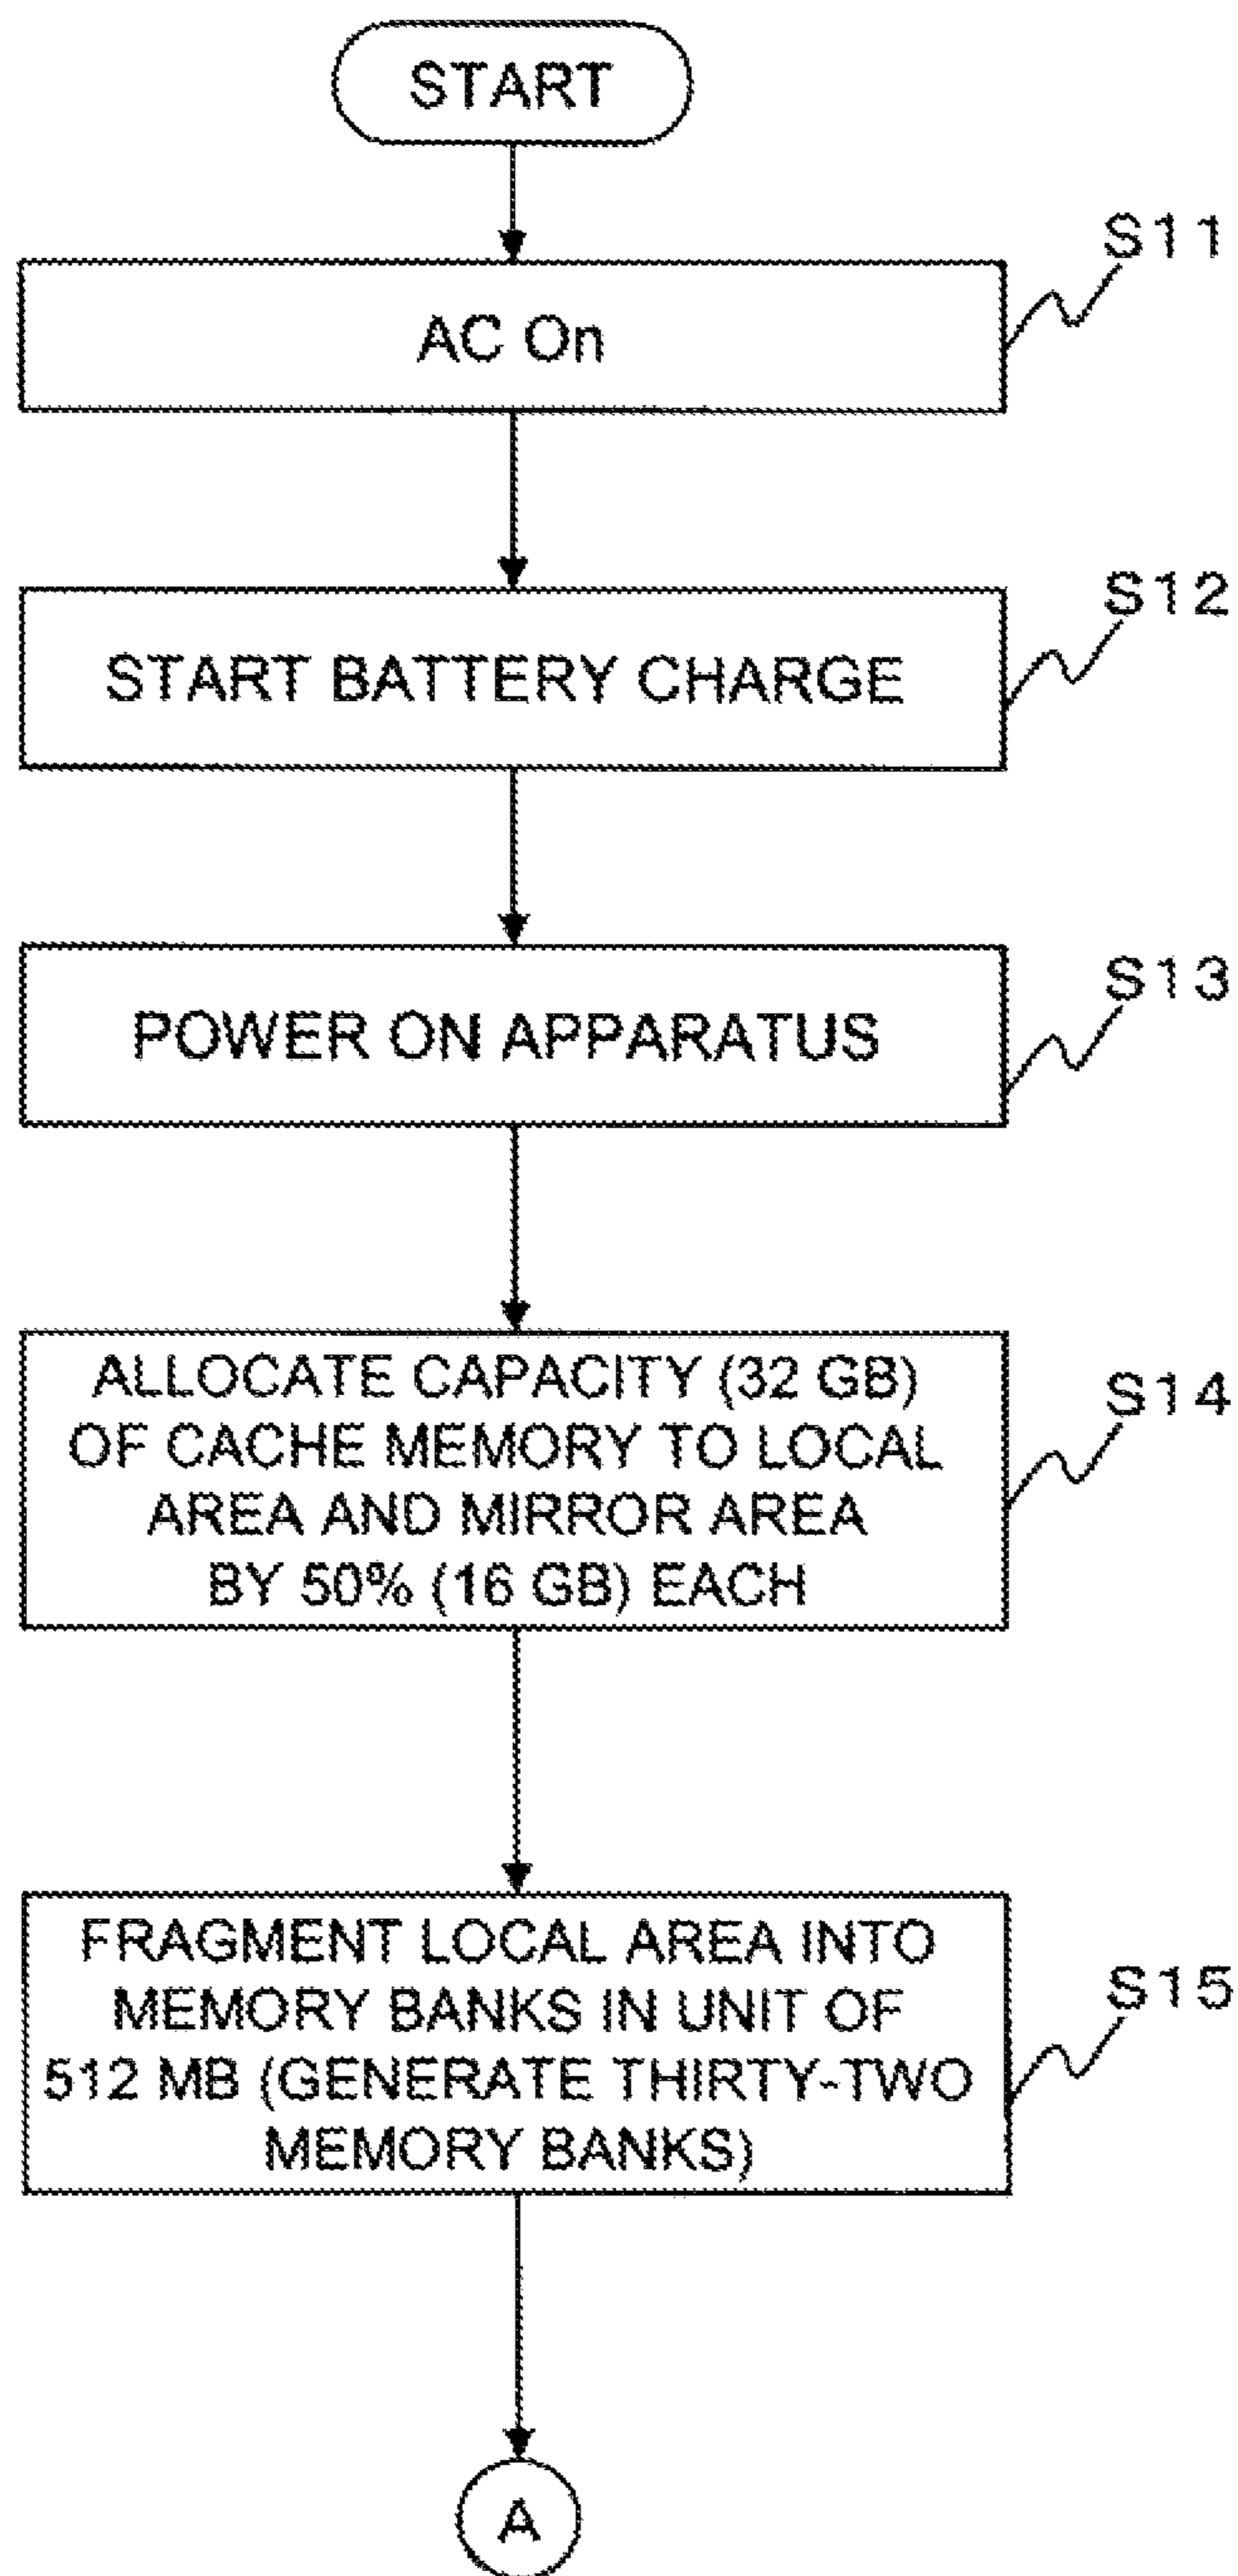 START
S11
AC On
S12
START BATTERY CHARGE
S13
POWER ON APPARATUS
S14
ALLOCATE CAPACITY (32 GB)
OF CACHE MEMORY TO LOCAL
AREA AND MIRROR AREA
BY 50% (16 GB) EACH
S15
FRAGMENT LOCAL AREA INTO
MEMORY BANKS IN UNIT OF
512 MB (GENERATE THIRTY-TWO
MEMORY BANKS)
A